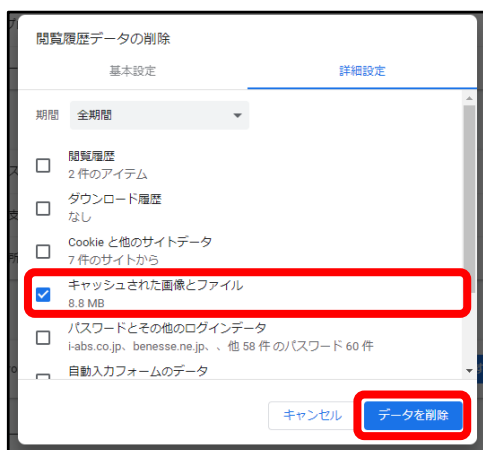 閲覧履歴データの削除
基本設定 詳細設定
期間 全期間
閲覧履歴
2 件のアイテム
ダウンロード履歴
なし
Cookie と他のサイトデータ
7 件のサイトから
キャッシュされた画像とファイル
8.8 MB
パスワードとその他のログインデータ
i-abs.co.jp、benesse.ne.jp、、他 58 件 のパスワード 60 件
自動入力フォームのデータ
キャンセル データを削除